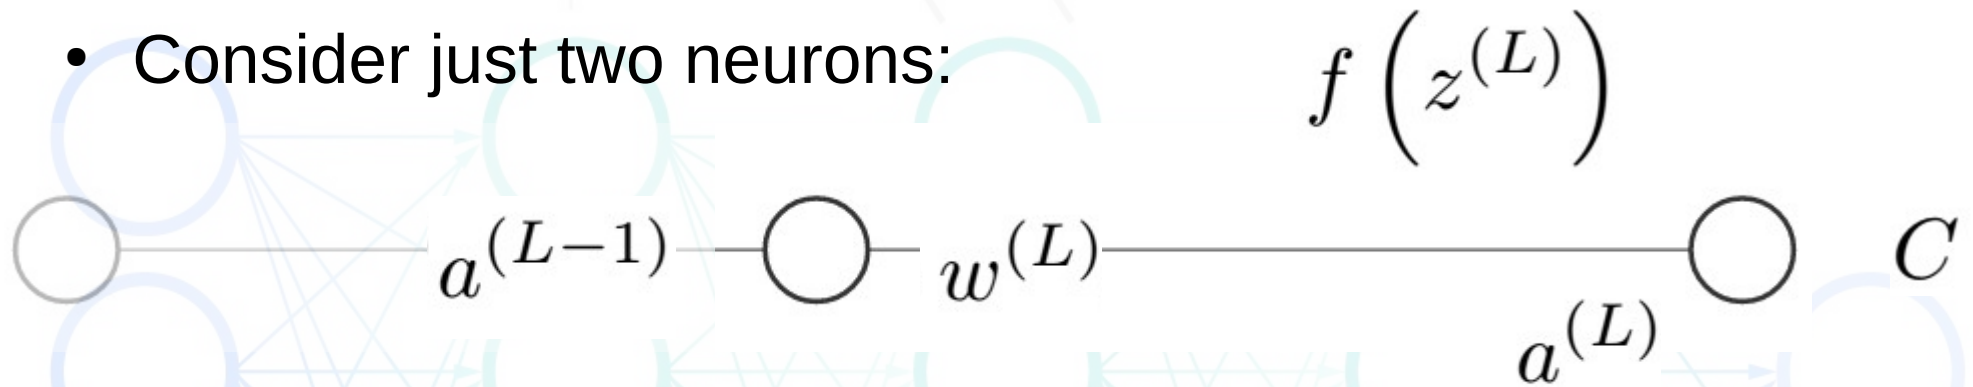 • Consider just two neurons:
f(z^(L))
a^(L−1) w^(L) C
a^(L)